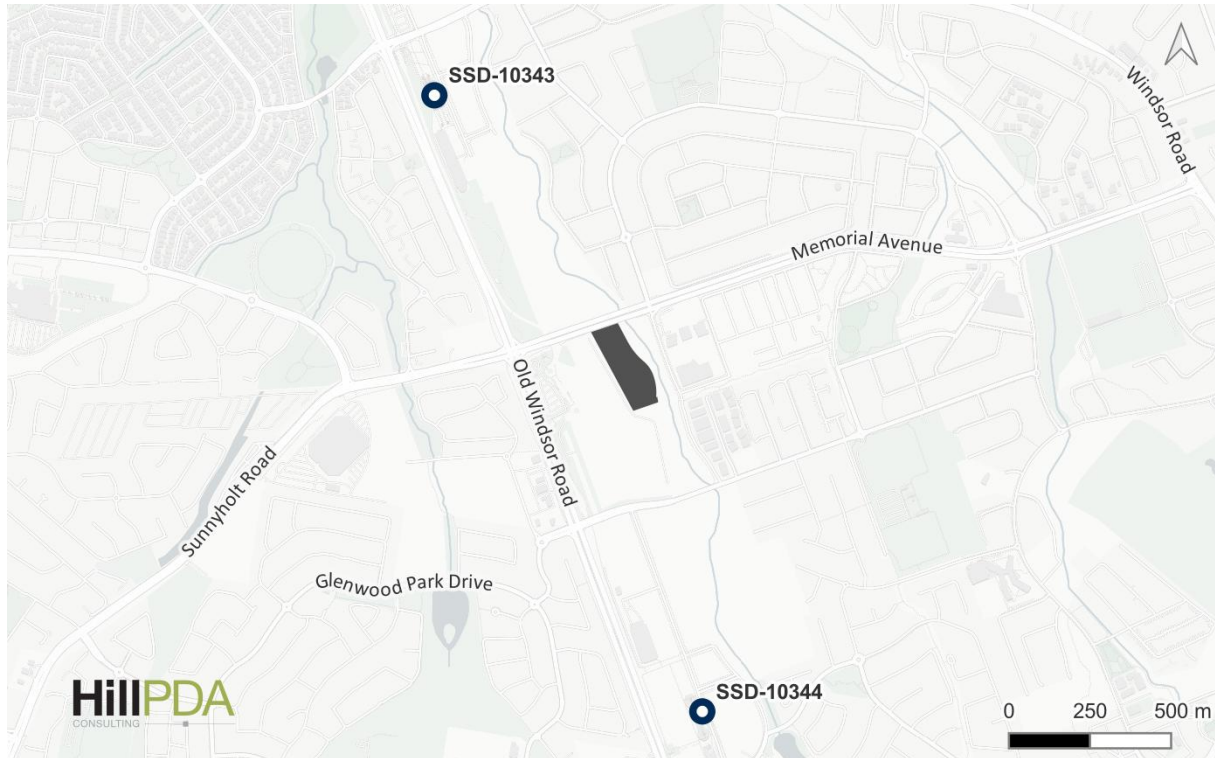 SSD-10343
Windsor Road
Memorial Avenue
Old Windsor Road
Sunnyholt Road
Glenwood Park Drive
SSD-10344
HillPDA
CONSULTING
0 250 500 m